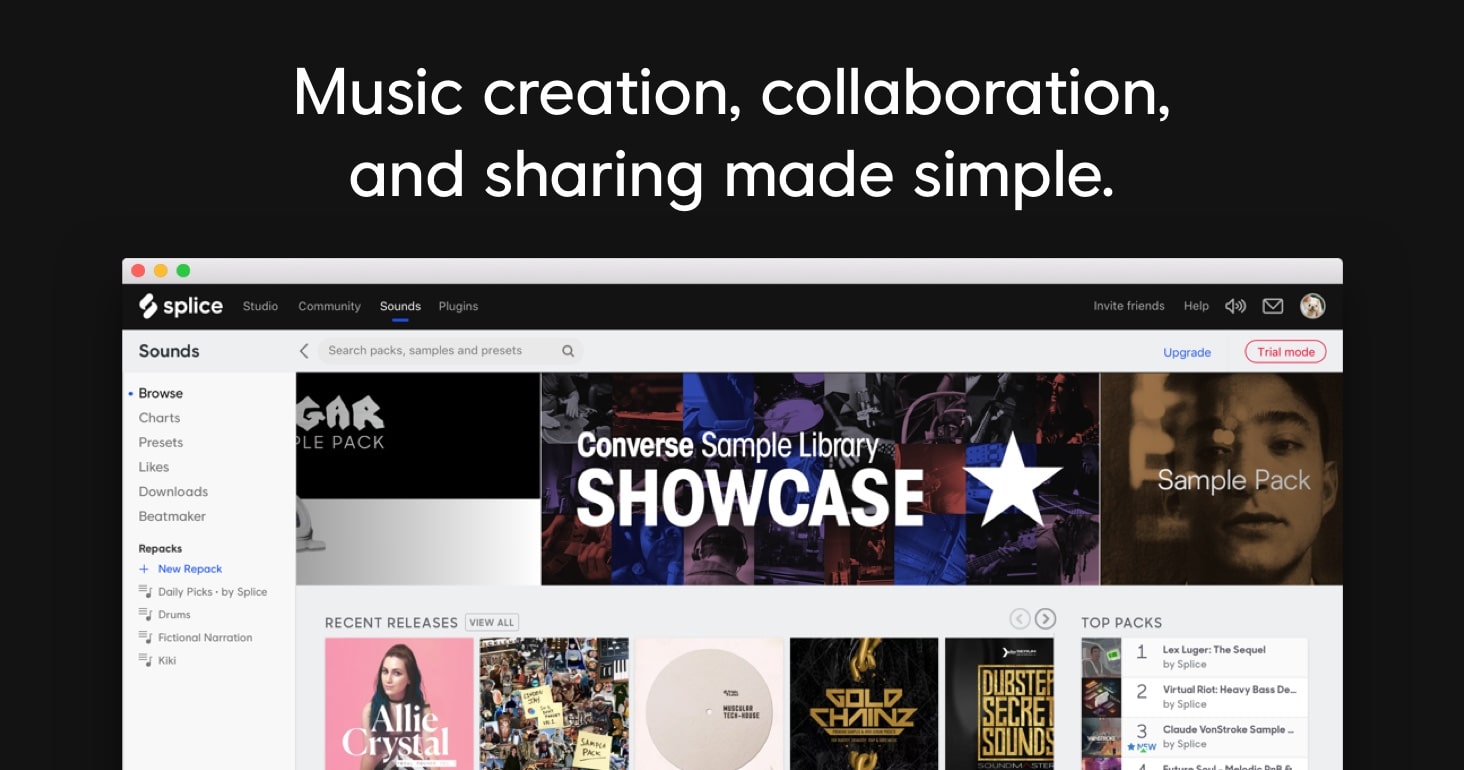 Music creation, collaboration,
and sharing made simple.
splice
Studio
Community
Sounds
Plugins
Invite friends
Help
Sounds
Search packs, samples and presets
Upgrade
Trial mode
Browse
Charts
Presets
Likes
Downloads
Beatmaker
Repacks
+ New Repack
Daily Picks • by Splice
Drums
Fictional Narration
Kiki
GAR
PLE PACK
Converse Sample Library
SHOWCASE
Sample Pack
RECENT RELEASES
VIEW ALL
Allie
Crystal
SAMPLE
PACK
MUSCULAR
TECH-HOUSE
GOLD
CHAINZ
DUBSTEP
SECRET
SOUNDS
SOUNDMASTER
TOP PACKS
1
Lex Luger: The Sequel
by Splice
2
Virtual Riot: Heavy Bass De...
by Splice
3
NEW
Claude VonStroke Sample ...
by Splice
4
Future Soul - Melodic RnB &